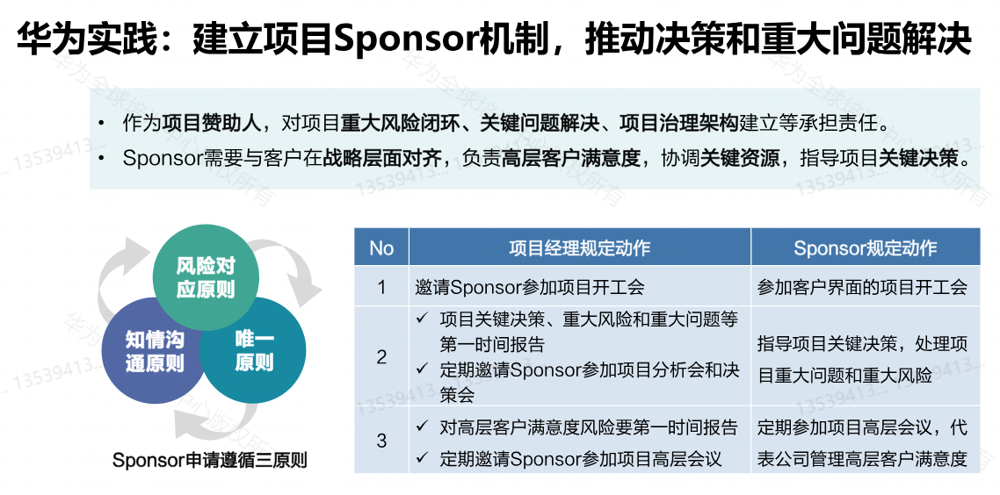 华为实践：建立项目Sponsor机制，推动决策和重大问题解决
• 作为项目赞助人，对项目重大风险闭环、关键问题解决、项目治理架构建立等承担责任。
• Sponsor需要与客户在战略层面对齐，负责高层客户满意度，协调关键资源，指导项目关键决策。
风险对
应原则
知情沟
通原则
唯一
原则
Sponsor申请遵循三原则
No 项目经理规定动作 Sponsor规定动作
1 邀请Sponsor参加项目开工会 参加客户界面的项目开工会
2
✓ 项目关键决策、重大风险和重大问题等
第一时间报告
✓ 定期邀请Sponsor参加项目分析会和决
策会
指导项目关键决策，处理项
目重大问题和重大风险
3
✓ 对高层客户满意度风险要第一时间报告
✓ 定期邀请Sponsor参加项目高层会议
定期参加项目高层会议，代
表公司管理高层客户满意度
13539413...
13539413...
13539413...
13539413...
13539413...
13539413...